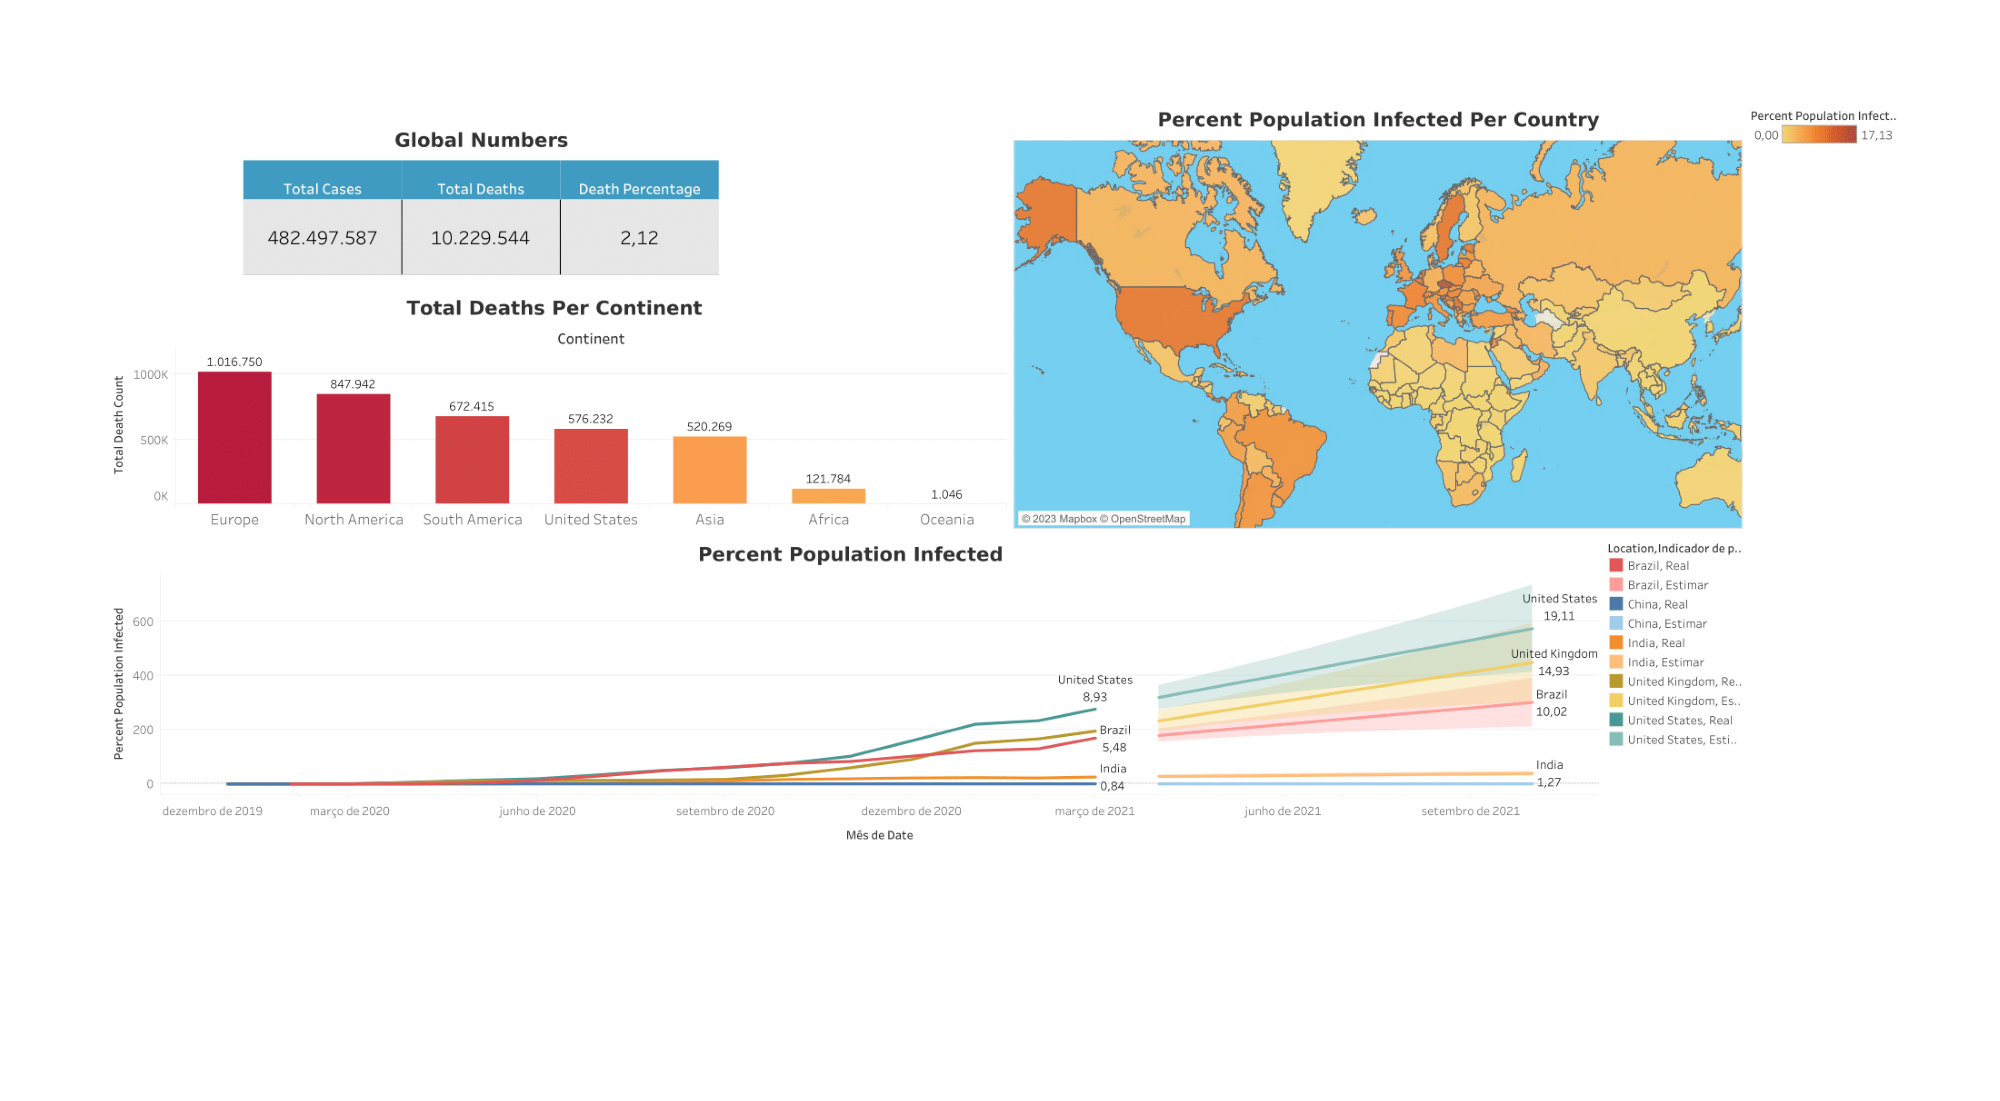 Global Numbers
Total Cases Total Deaths Death Percentage
482.497.587 10.229.544 2,12
Total Deaths Per Continent
Continent
Total Death Count
1000K
500K
0K
1.016.750
847.942
672.415
576.232
520.269
121.784
1.046
Europe North America South America United States Asia Africa Oceania
Percent Population Infected Per Country
Percent Population Infect..
0,00 17,13
© 2023 Mapbox © OpenStreetMap
Percent Population Infected
Percent Population Infected
600
400
200
0
United States
8,93
Brazil
5,48
India
0,84
United States
19,11
United Kingdom
14,93
Brazil
10,02
India
1,27
dezembro de 2019 março de 2020 junho de 2020 setembro de 2020 dezembro de 2020 março de 2021 junho de 2021 setembro de 2021
Mês de Date
Location,Indicador de p..
Brazil, Real
Brazil, Estimar
China, Real
China, Estimar
India, Real
India, Estimar
United Kingdom, Re..
United Kingdom, Es..
United States, Real
United States, Esti..